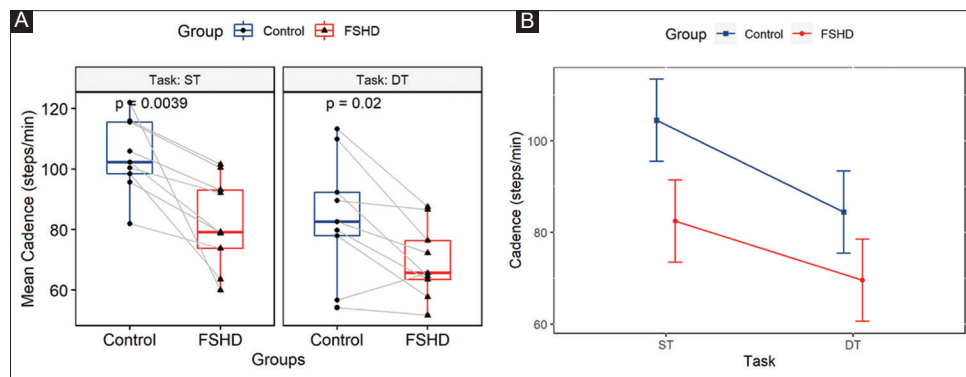 A
Group Control FSHD
Task: ST Task: DT
p = 0.0039 p = 0.02
120
100
80
60
Mean Cadence (steps/min)
Control FSHD Control FSHD
Groups
B
Group Control FSHD
100
80
60
Cadence (steps/min)
ST DT
Task